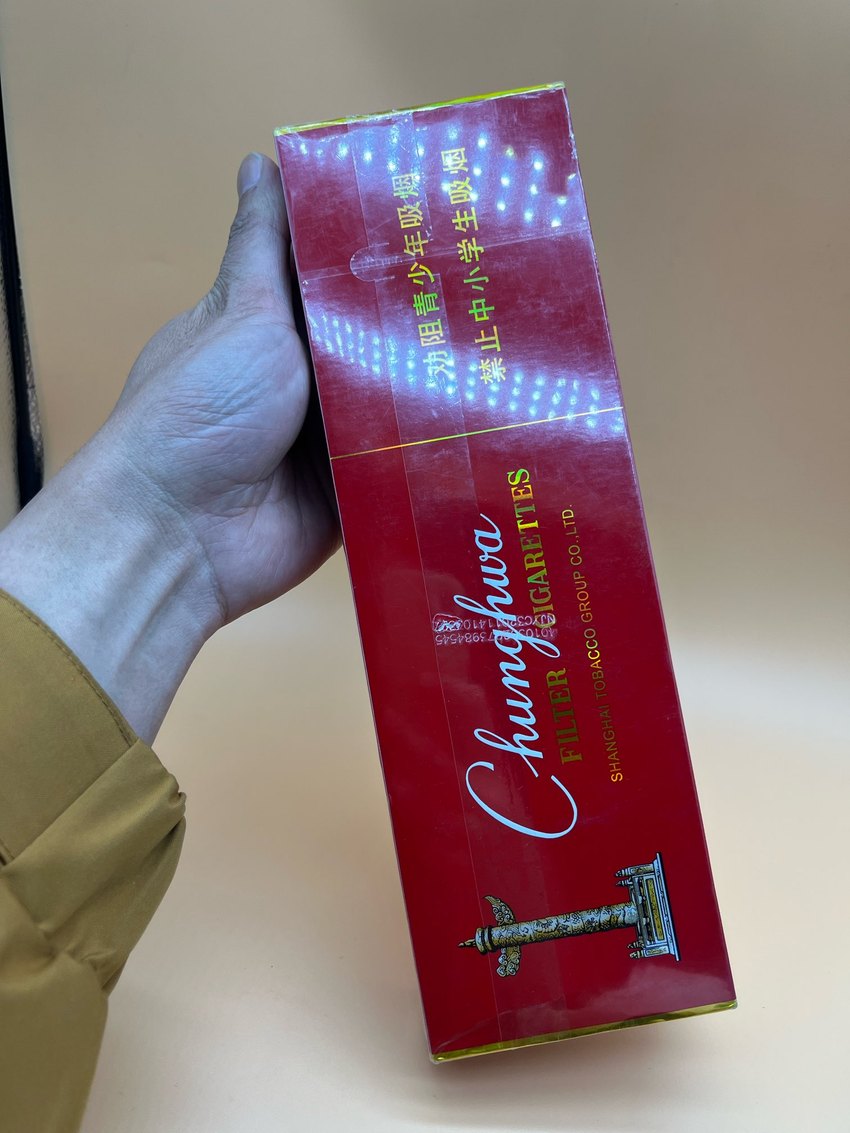 劝阻青少年吸烟
禁止中小学生吸烟
Chunghwa
FILTER CIGARETTES
SHANGHAI TOBACCO GROUP CO.,LTD.